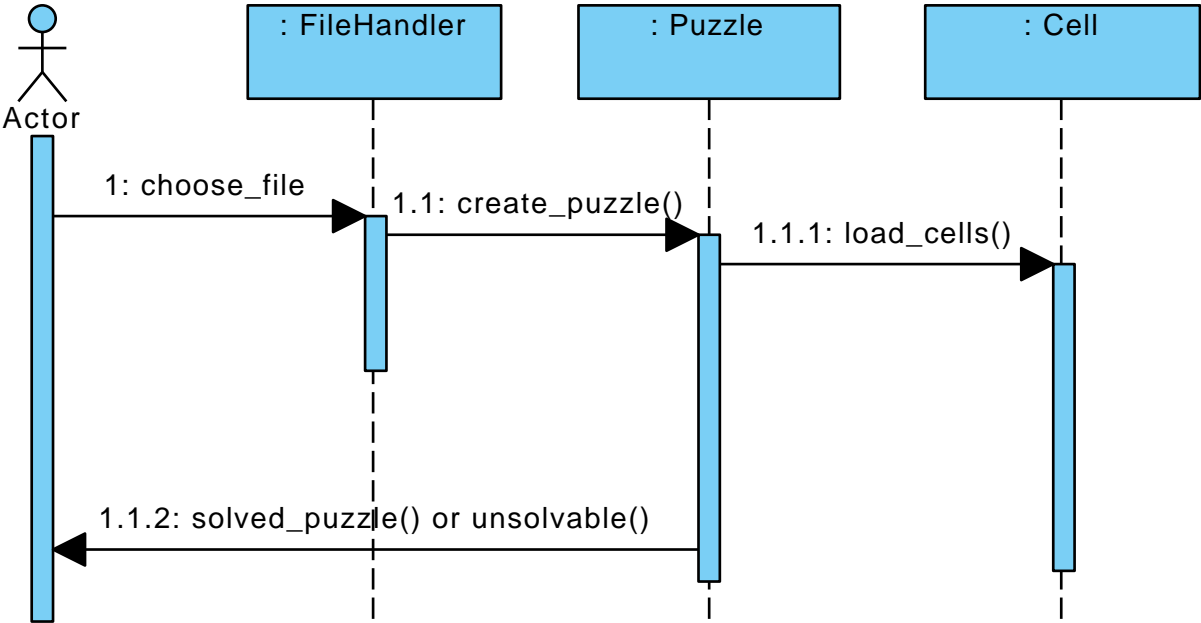 : FileHandler
: Puzzle
: Cell
Actor
1: choose_file
1.1: create_puzzle()
1.1.1: load_cells()
1.1.2: solved_puzzle() or unsolvable()